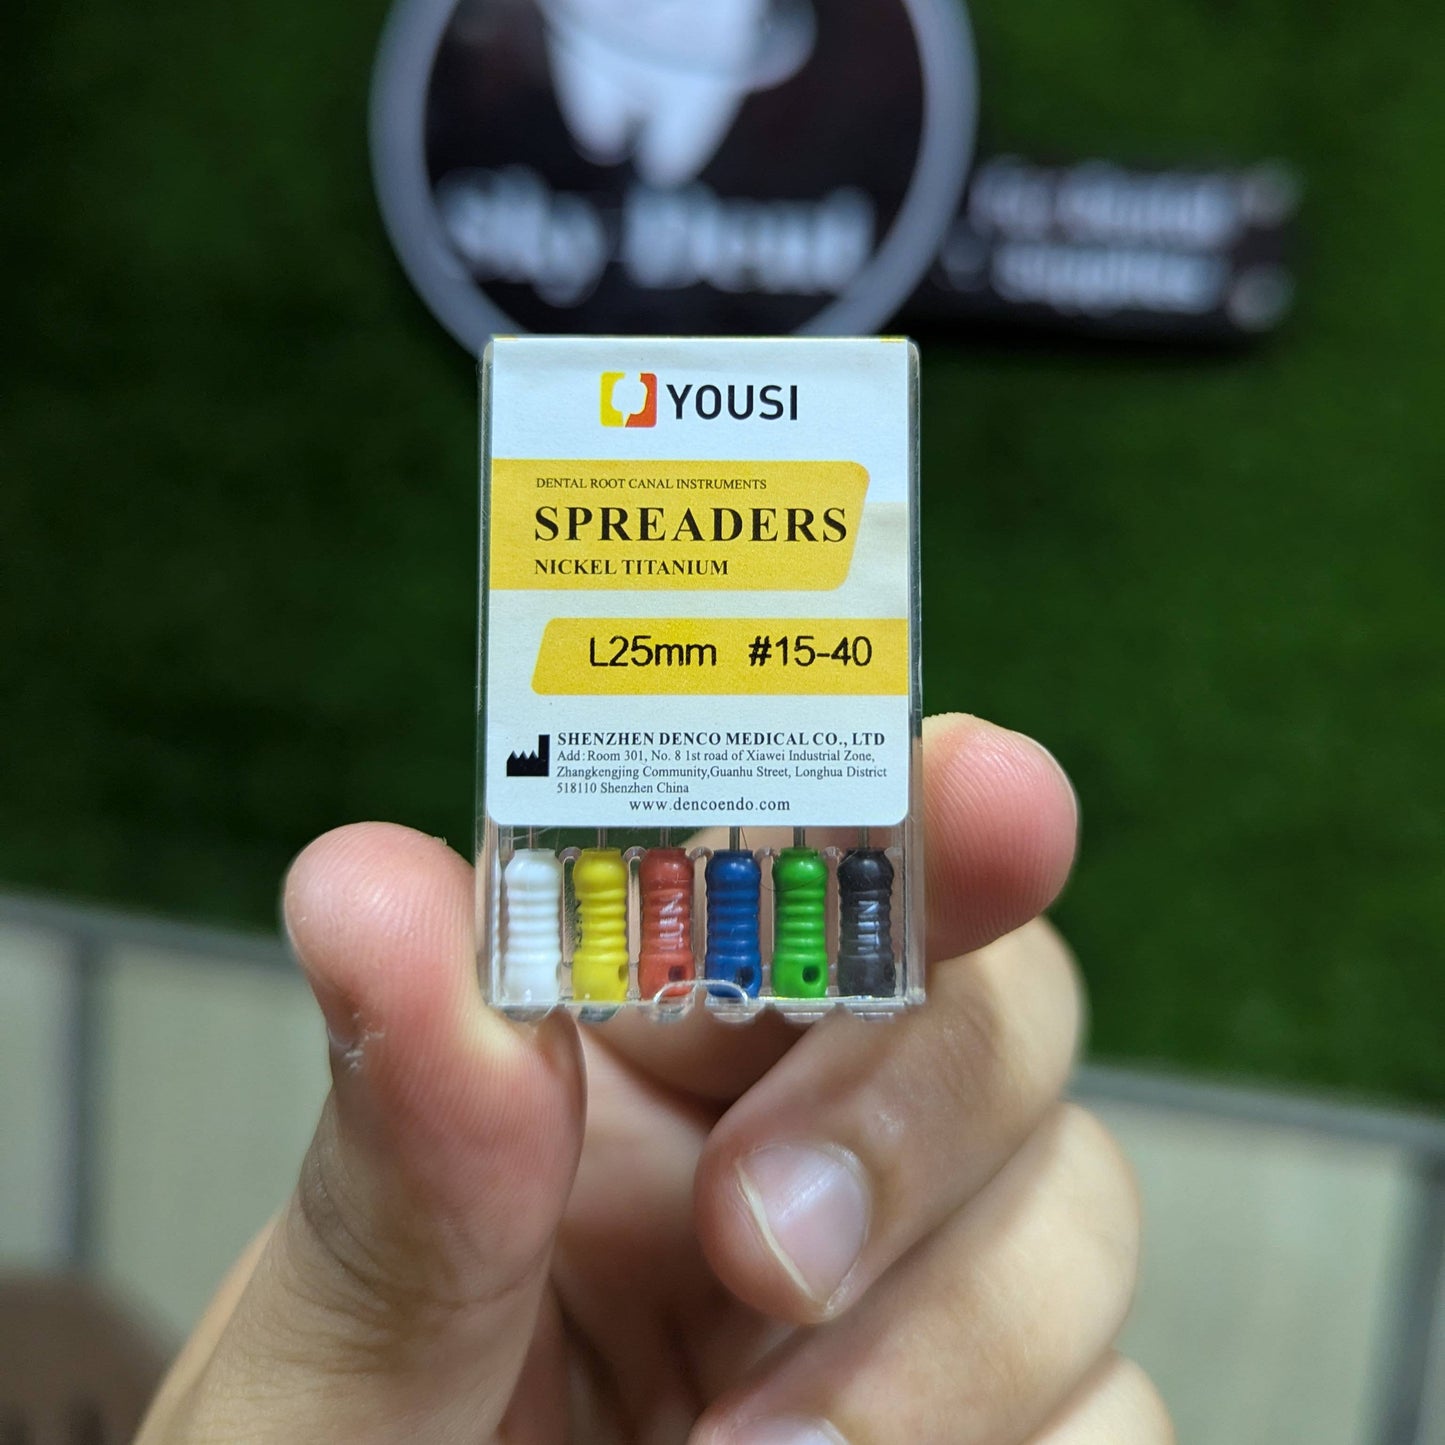 YOUSI
DENTAL ROOT CANAL INSTRUMENTS
SPREADERS
NICKEL TITANIUM
L25mm #15-40
SHENZHEN DENCO MEDICAL CO., LTD
Add:Room 301, No. 8 1st road of Xiawei Industrial Zone,
Zhangkengjing Community,Guanhu Street, Longhua District
518110 Shenzhen China
www.dencoendo.com
NiTi